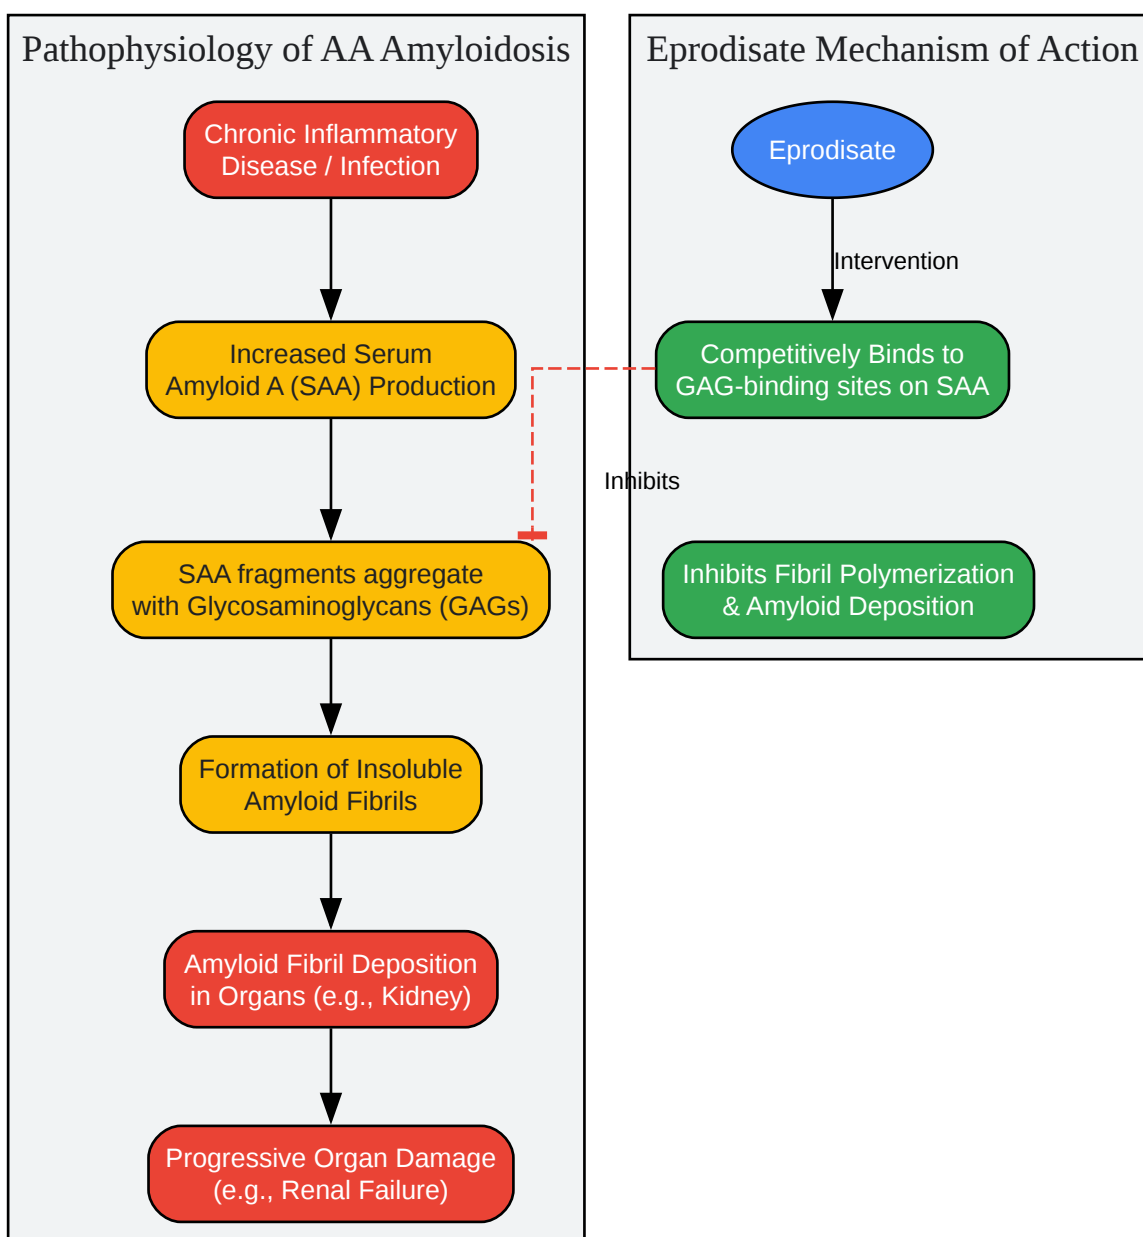 Pathophysiology of AA Amyloidosis
Chronic Inflammatory
Disease / Infection
Increased Serum
Amyloid A (SAA) Production
SAA fragments aggregate
with Glycosaminoglycans (GAGs)
Formation of Insoluble
Amyloid Fibrils
Amyloid Fibril Deposition
in Organs (e.g., Kidney)
Progressive Organ Damage
(e.g., Renal Failure)
Eprodisate Mechanism of Action
Eprodisate
Intervention
Competitively Binds to
GAG-binding sites on SAA
Inhibits
Inhibits Fibril Polymerization
& Amyloid Deposition